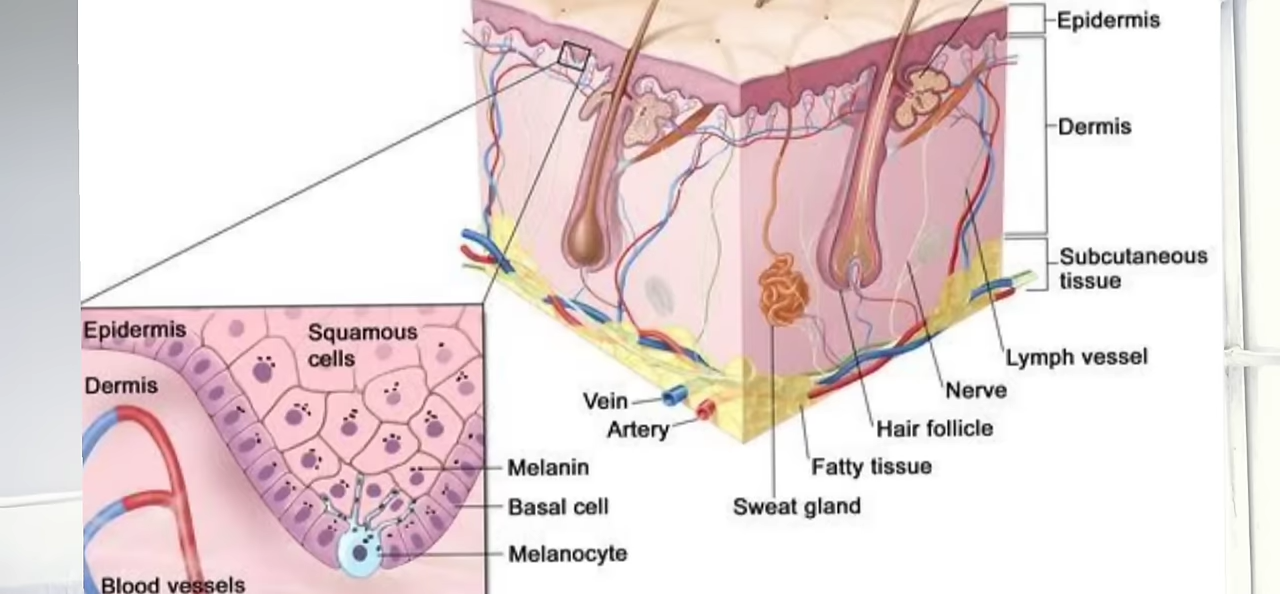 Epidermis
Dermis
Subcutaneous
tissue
Lymph vessel
Nerve
Hair follicle
Fatty tissue
Sweat gland
Vein
Artery
Epidermis
Squamous
cells
Dermis
Melanin
Basal cell
Melanocyte
Blood vessels